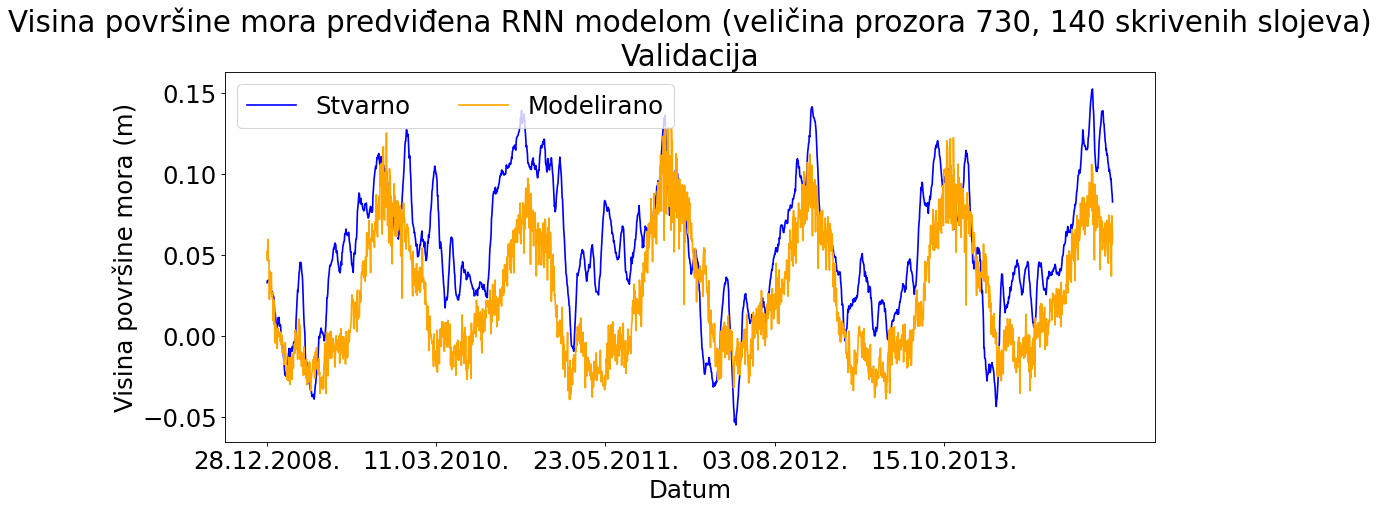 Visina površine mora predviđena RNN modelom (veličina prozora 730, 140 skrivenih slojeva)
Validacija
Stvarno
Modelirano
Visina površine mora (m)
0.15
0.10
0.05
0.00
−0.05
28.12.2008.
11.03.2010.
23.05.2011.
03.08.2012.
15.10.2013.
Datum